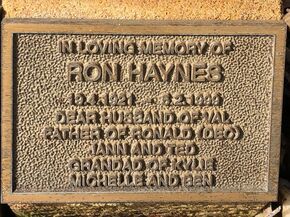 IN LOVING MEMORY OF
RON HAYNES
DEAR HUSBAND OF VAL
FATHER OF RONALD (DEC)
JANN AND TED
GRANDAD OF KYLIE
MICHELLE AND BEN